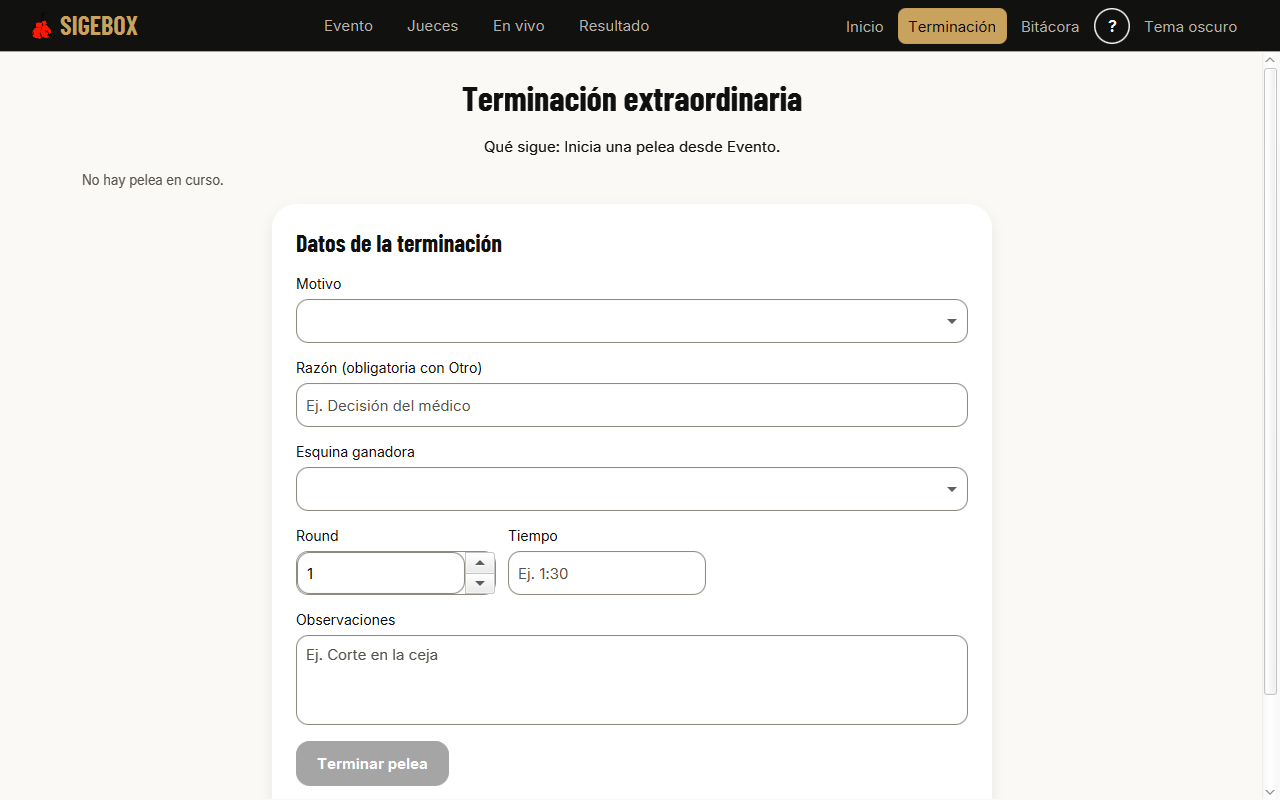 SIGEBOX
Evento
Jueces
En vivo
Resultado
Inicio
Terminación
Bitácora
?
Tema oscuro
Terminación extraordinaria
Qué sigue: Inicia una pelea desde Evento.
No hay pelea en curso.
Datos de la terminación
Motivo
Razón (obligatoria con Otro)
Ej. Decisión del médico
Esquina ganadora
Round
Tiempo
1
Ej. 1:30
Observaciones
Ej. Corte en la ceja
Terminar pelea